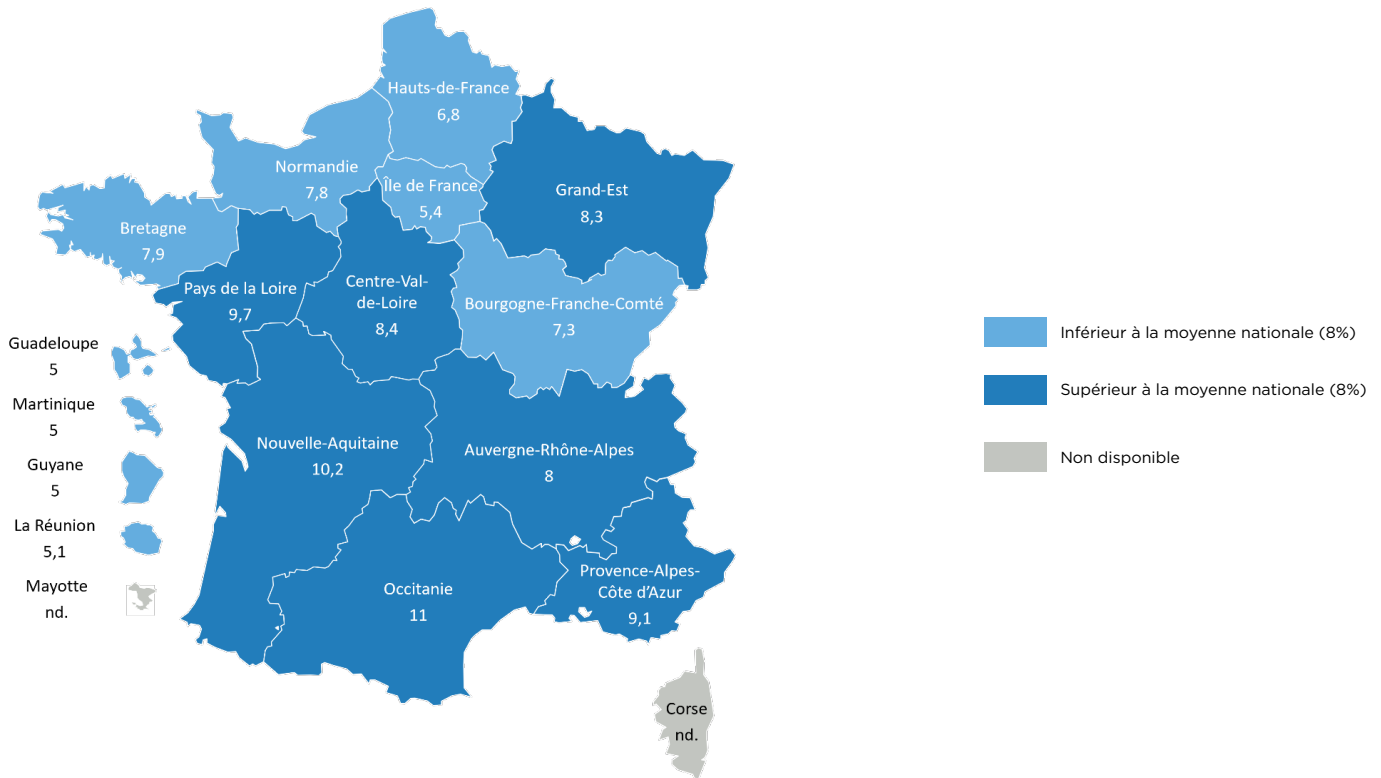 Hauts-de-France
6,8
Normandie
7,8
Île de France
5,4
Grand-Est
8,3
Bretagne
7,9
Pays de la Loire
9,7
Centre-Val-
de-Loire
8,4
Bourgogne-Franche-Comté
7,3
Guadeloupe
5
Martinique
5
Guyane
5
La Réunion
5,1
Mayotte
nd.
Nouvelle-Aquitaine
10,2
Auvergne-Rhône-Alpes
8
Occitanie
11
Provence-Alpes-
Côte d'Azur
9,1
Corse
nd.
Inférieur à la moyenne nationale (8%)
Supérieur à la moyenne nationale (8%)
Non disponible